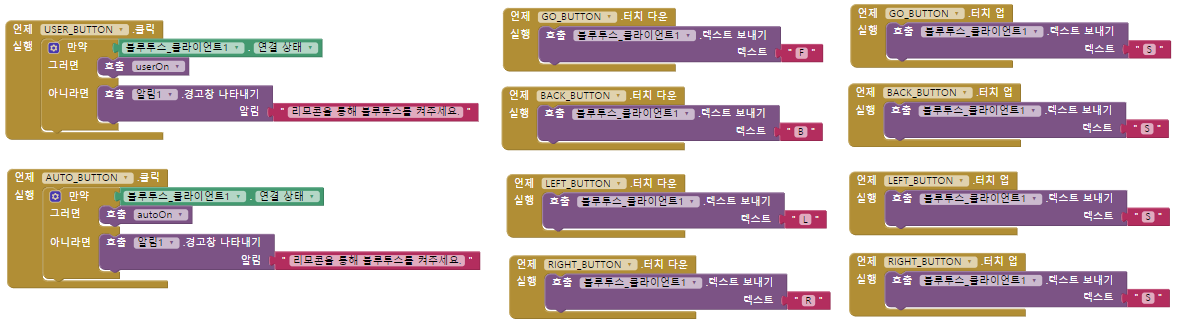 언제 USER_BUTTON .클릭
실행 만약 블루투스_클라이언트1 . 연결 상태
그러면 호출 userOn
아니라면 호출 알림1 .경고창 나타내기
알림 " 리모콘을 통해 블루투스를 켜주세요. "
언제 AUTO_BUTTON .클릭
실행 만약 블루투스_클라이언트1 . 연결 상태
그러면 호출 autoOn
아니라면 호출 알림1 .경고창 나타내기
알림 " 리모콘을 통해 블루투스를 켜주세요. "
언제 GO_BUTTON .터치 다운
실행 호출 블루투스_클라이언트1 .텍스트 보내기
텍스트 " F "
언제 BACK_BUTTON .터치 다운
실행 호출 블루투스_클라이언트1 .텍스트 보내기
텍스트 " B "
언제 LEFT_BUTTON .터치 다운
실행 호출 블루투스_클라이언트1 .텍스트 보내기
텍스트 " L "
언제 RIGHT_BUTTON .터치 다운
실행 호출 블루투스_클라이언트1 .텍스트 보내기
텍스트 " R "
언제 GO_BUTTON .터치 업
실행 호출 블루투스_클라이언트1 .텍스트 보내기
텍스트 " S "
언제 BACK_BUTTON .터치 업
실행 호출 블루투스_클라이언트1 .텍스트 보내기
텍스트 " S "
언제 LEFT_BUTTON .터치 업
실행 호출 블루투스_클라이언트1 .텍스트 보내기
텍스트 " S "
언제 RIGHT_BUTTON .터치 업
실행 호출 블루투스_클라이언트1 .텍스트 보내기
텍스트 " S "